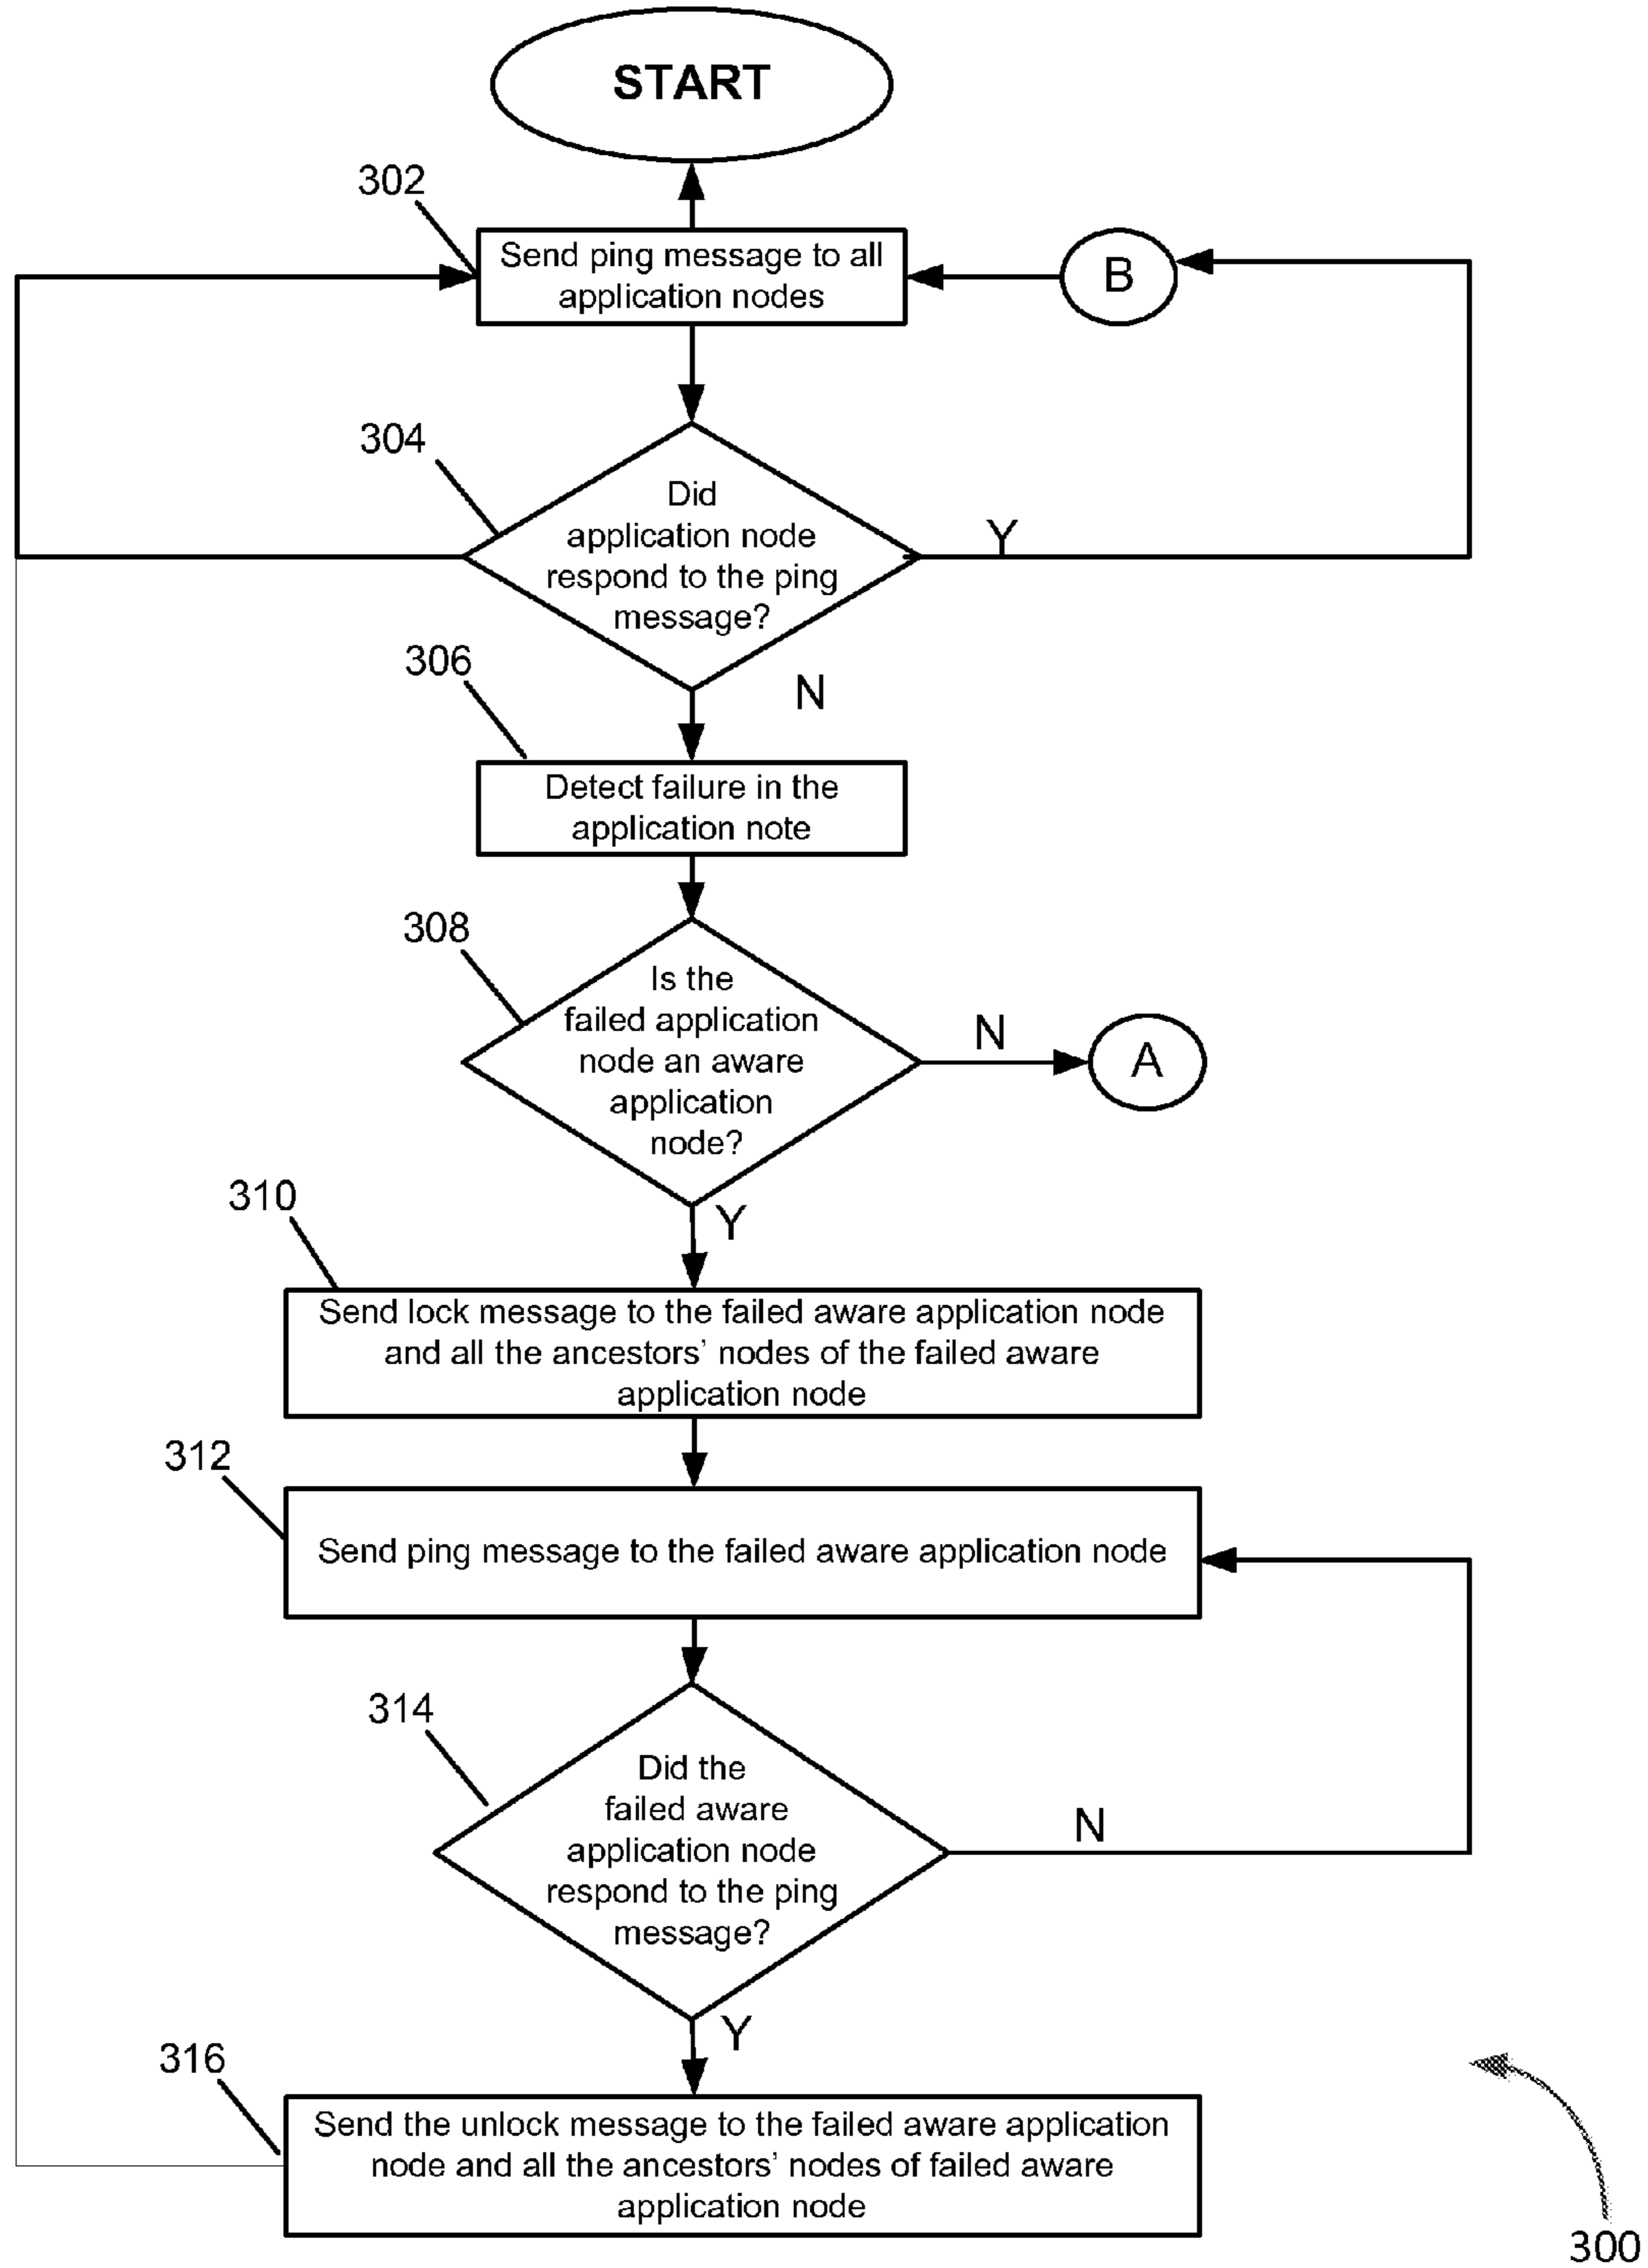 START
302
Send ping message to all
application nodes
B
304
Did
application node
respond to the ping
message?
Y
306
N
Detect failure in the
application note
308
Is the
failed application
node an aware
application
node?
N
A
310
Y
Send lock message to the failed aware application node
and all the ancestors’ nodes of the failed aware
application node
312
Send ping message to the failed aware application node
314
Did the
failed aware
application node
respond to the ping
message?
N
Y
316
Send the unlock message to the failed aware application
node and all the ancestors’ nodes of failed aware
application node
300